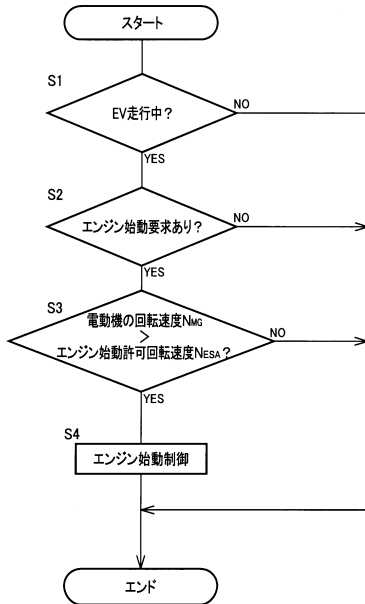 スタート
S1
EV走行中？
NO
YES
S2
エンジン始動要求あり？
NO
YES
S3
電動機の回転速度NMG
＞
エンジン始動許可回転速度NESA？
NO
YES
S4
エンジン始動制御
エンド